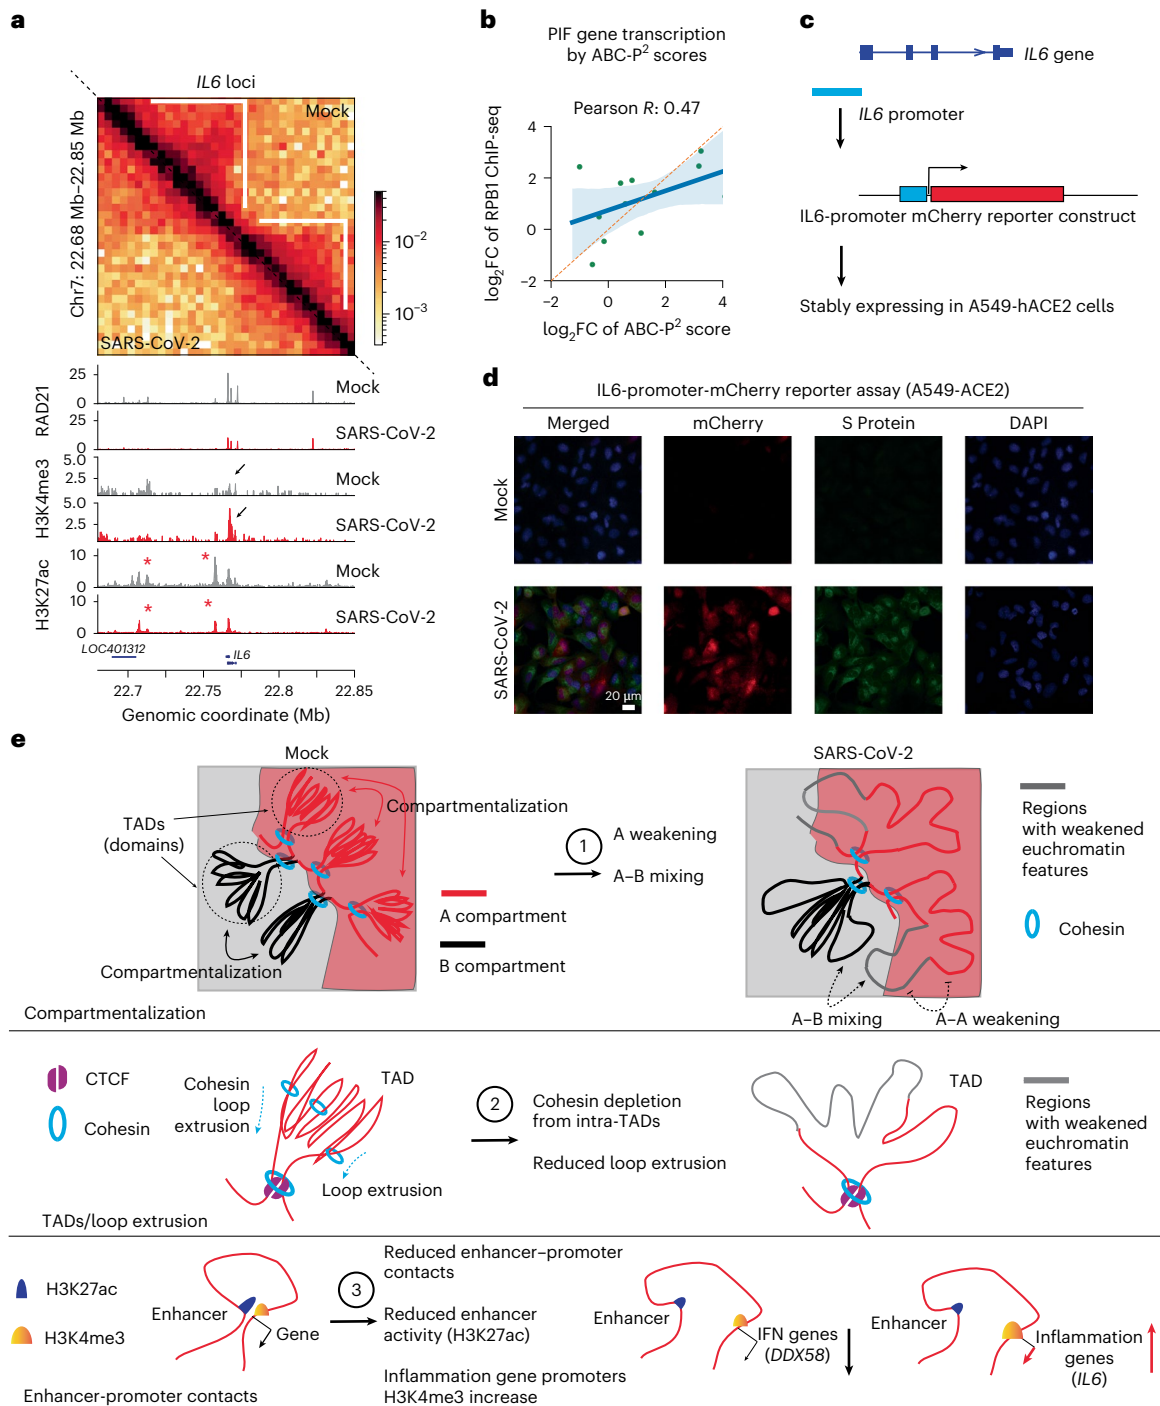 a
IL6 loci
Mock
SARS-CoV-2
Chr7: 22.68 Mb–22.85 Mb
10−2
10−3
RAD21
25
0
Mock
25
0
SARS-CoV-2
H3K4me3
5.0
2.5
Mock
5.0
2.5
SARS-CoV-2
H3K27ac
10
0
*
*
Mock
10
0
*
*
SARS-CoV-2
LOC401312
IL6
22.7
22.75
22.8
22.85
Genomic coordinate (Mb)
b
PIF gene transcription
by ABC-P2 scores
Pearson R: 0.47
log2FC of RPB1 ChIP-seq
4
2
0
−2
−2
0
2
4
log2FC of ABC-P2 score
c
IL6 gene
IL6 promoter
IL6-promoter mCherry reporter construct
Stably expressing in A549-hACE2 cells
d
IL6-promoter-mCherry reporter assay (A549-ACE2)
Merged
mCherry
S Protein
DAPI
Mock
SARS-CoV-2
20 μm
e
Mock
TADs
(domains)
Compartmentalization
Compartmentalization
A compartment
B compartment
1
A weakening
A–B mixing
SARS-CoV-2
Regions
with weakened
euchromatin
features
Cohesin
A–B mixing
A–A weakening
Compartmentalization
CTCF
Cohesin
Cohesin
loop
extrusion
TAD
Loop extrusion
2
Cohesin depletion
from intra-TADs
Reduced loop extrusion
TAD
Regions
with weakened
euchromatin
features
TADs/loop extrusion
H3K27ac
H3K4me3
Enhancer
Gene
3
Reduced enhancer–promoter
contacts
Reduced enhancer
activity (H3K27ac)
Inflammation gene promoters
H3K4me3 increase
Enhancer
IFN genes
(DDX58)
Enhancer
Inflammation
genes
(IL6)
Enhancer-promoter contacts